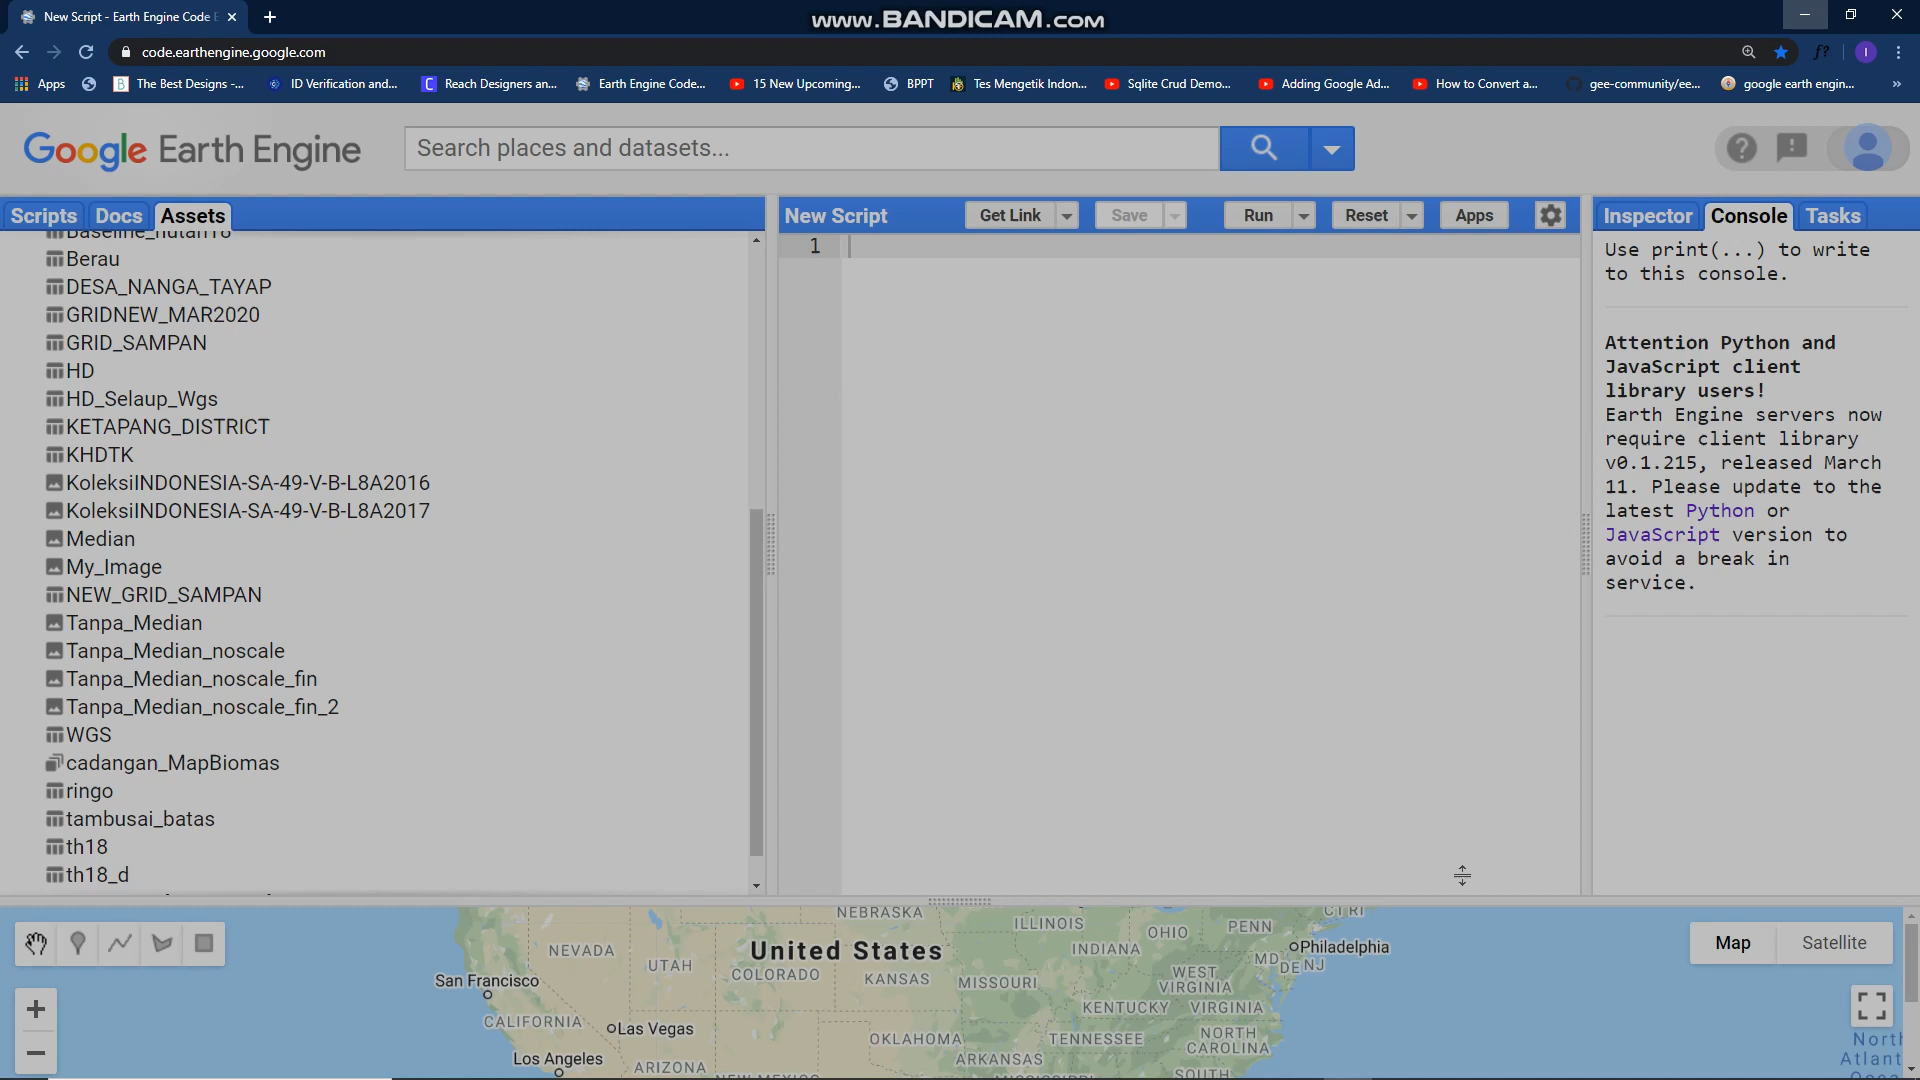 New Script - Earth Engine Code E
www.BANDICAM.com
code.earthengine.google.com
f?
I
Apps
The Best Designs -...
ID Verification and...
Reach Designers an...
Earth Engine Code...
15 New Upcoming...
BPPT
Tes Mengetik Indon...
Sqlite Crud Demo...
Adding Google Ad...
How to Convert a...
gee-community/ee...
google earth engin...
Google Earth Engine
Search places and datasets...
Scripts Docs Assets
New Script
Get Link
Save
Run
Reset
Apps
Inspector Console Tasks
Berau
DESA_NANGA_TAYAP
GRIDNEW_MAR2020
GRID_SAMPAN
HD
HD_Selaup_Wgs
KETAPANG_DISTRICT
KHDTK
KoleksiINDONESIA-SA-49-V-B-L8A2016
KoleksiINDONESIA-SA-49-V-B-L8A2017
Median
My_Image
NEW_GRID_SAMPAN
Tanpa_Median
Tanpa_Median_noscale
Tanpa_Median_noscale_fin
Tanpa_Median_noscale_fin_2
WGS
cadangan_MapBiomas
ringo
tambusai_batas
th18
th18_d
1
Use print(...) to write
to this console.
Attention Python and
JavaScript client
library users!
Earth Engine servers now
require client library
v0.1.215, released March
11. Please update to the
latest Python or
JavaScript version to
avoid a break in
service.
NEBRASKA
ILLINOIS
CT RI
NEVADA
United States
INDIANA
OHIO
PENN
Philadelphia
UTAH
COLORADO
KANSAS
MISSOURI
WEST
VIRGINIA
MD
DE
NJ
San Francisco
KENTUCKY
VIRGINIA
CALIFORNIA
Las Vegas
OKLAHOMA
TENNESSEE
NORTH
CAROLINA
Los Angeles
ARIZONA
ARKANSAS
NEW MEXICO
SOUTH
Map
Satellite
North
Atlant